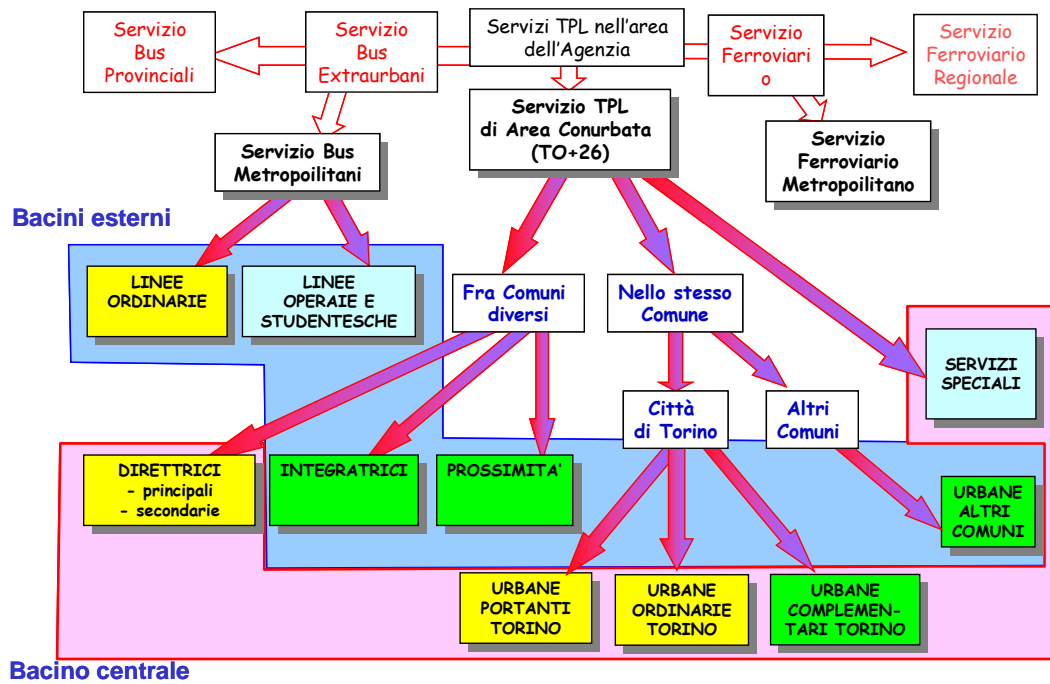 Servizio
Bus
Provinciali
Servizio
Bus
Extraurbani
Servizi TPL nell'area
dell'Agenzia
Servizio
Ferroviari
o
Servizio
Ferroviario
Regionale
Servizio Bus
Metropoilitani
Servizio TPL
di Area Conurbata
(TO+26)
Servizio
Ferroviario
Metropoilitano
Bacini esterni
LINEE
ORDINARIE
LINEE
OPERAIE E
STUDENTESCHE
Fra Comuni
diversi
Nello stesso
Comune
SERVIZI
SPECIALI
Città
di Torino
Altri
Comuni
DIRETTRICI
- principali
- secondarie
INTEGRATRICI
PROSSIMITA'
URBANE
ALTRI
COMUNI
URBANE
PORTANTI
TORINO
URBANE
ORDINARIE
TORINO
URBANE
COMPLEMEN-
TARI TORINO
Bacino centrale